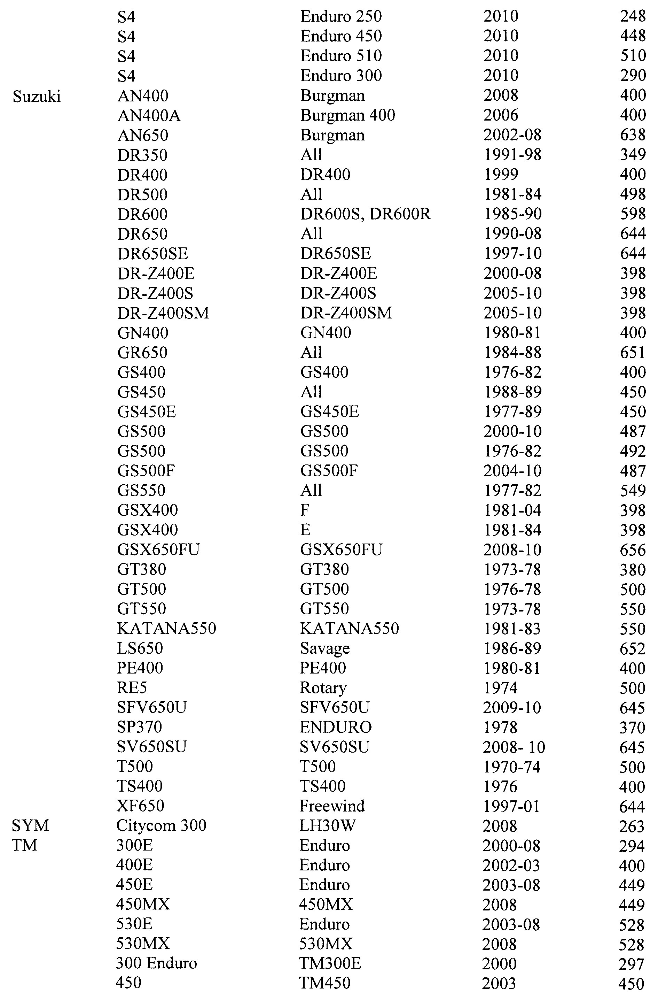 S4 Enduro 250 2010 248
S4 Enduro 450 2010 448
S4 Enduro 510 2010 510
S4 Enduro 300 2010 290
Suzuki AN400 Burgman 2008 400
AN400A Burgman 400 2006 400
AN650 Burgman 2002-08 638
DR350 All 1991-98 349
DR400 DR400 1999 400
DR500 All 1981-84 498
DR600 DR600S, DR600R 1985-90 598
DR650 All 1990-08 644
DR650SE DR650SE 1997-10 644
DR-Z400E DR-Z400E 2000-08 398
DR-Z400S DR-Z400S 2005-10 398
DR-Z400SM DR-Z400SM 2005-10 398
GN400 GN400 1980-81 400
GR650 All 1984-88 651
GS400 GS400 1976-82 400
GS450 All 1988-89 450
GS450E GS450E 1977-89 450
GS500 GS500 2000-10 487
GS500 GS500 1976-82 492
GS500F GS500F 2004-10 487
GS550 All 1977-82 549
GSX400 F 1981-04 398
GSX400 E 1981-84 398
GSX650FU GSX650FU 2008-10 656
GT380 GT380 1973-78 380
GT500 GT500 1976-78 500
GT550 GT550 1973-78 550
KATANA550 KATANA550 1981-83 550
LS650 Savage 1986-89 652
PE400 PE400 1980-81 400
RE5 Rotary 1974 500
SFV650U SFV650U 2009-10 645
SP370 ENDURO 1978 370
SV650SU SV650SU 2008- 10 645
T500 T500 1970-74 500
TS400 TS400 1976 400
XF650 Freewind 1997-01 644
SYM Citycom 300 LH30W 2008 263
TM 300E Enduro 2000-08 294
400E Enduro 2002-03 400
450E Enduro 2003-08 449
450MX 450MX 2008 449
530E Enduro 2003-08 528
530MX 530MX 2008 528
300 Enduro TM300E 2000 297
450 TM450 2003 450